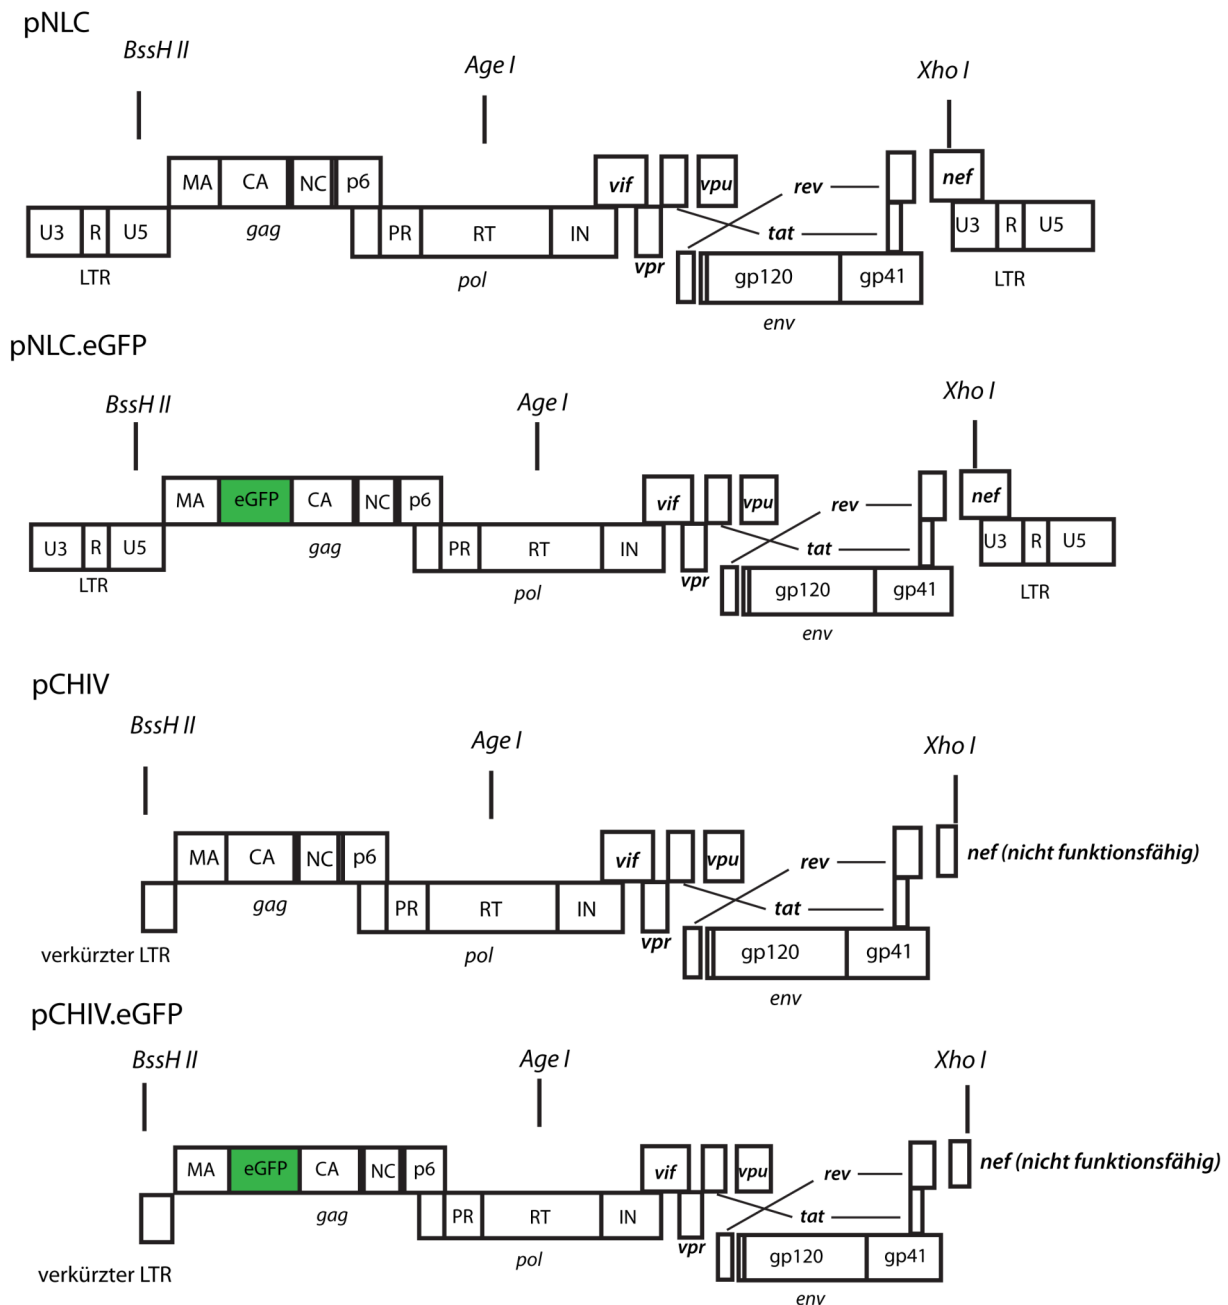 pNLC
BssH II
Age I
Xho I
MA CA NC p6 vif vpu rev nef
U3 R U5 gag PR RT IN tat U3 R U5
LTR pol vpr gp120 gp41 LTR
env
pNLC.eGFP
BssH II
Age I
Xho I
MA eGFP CA NC p6 vif vpu rev nef
U3 R U5 gag PR RT IN tat U3 R U5
LTR pol vpr gp120 gp41 LTR
env
pCHIV
BssH II
Age I
Xho I
MA CA NC p6 vif vpu rev nef (nicht funktionsfähig)
gag PR RT IN tat
verkürzter LTR pol vpr gp120 gp41
env
pCHIV.eGFP
BssH II
Age I
Xho I
MA eGFP CA NC p6 vif vpu rev nef (nicht funktionsfähig)
gag PR RT IN tat
verkürzter LTR pol vpr gp120 gp41
env